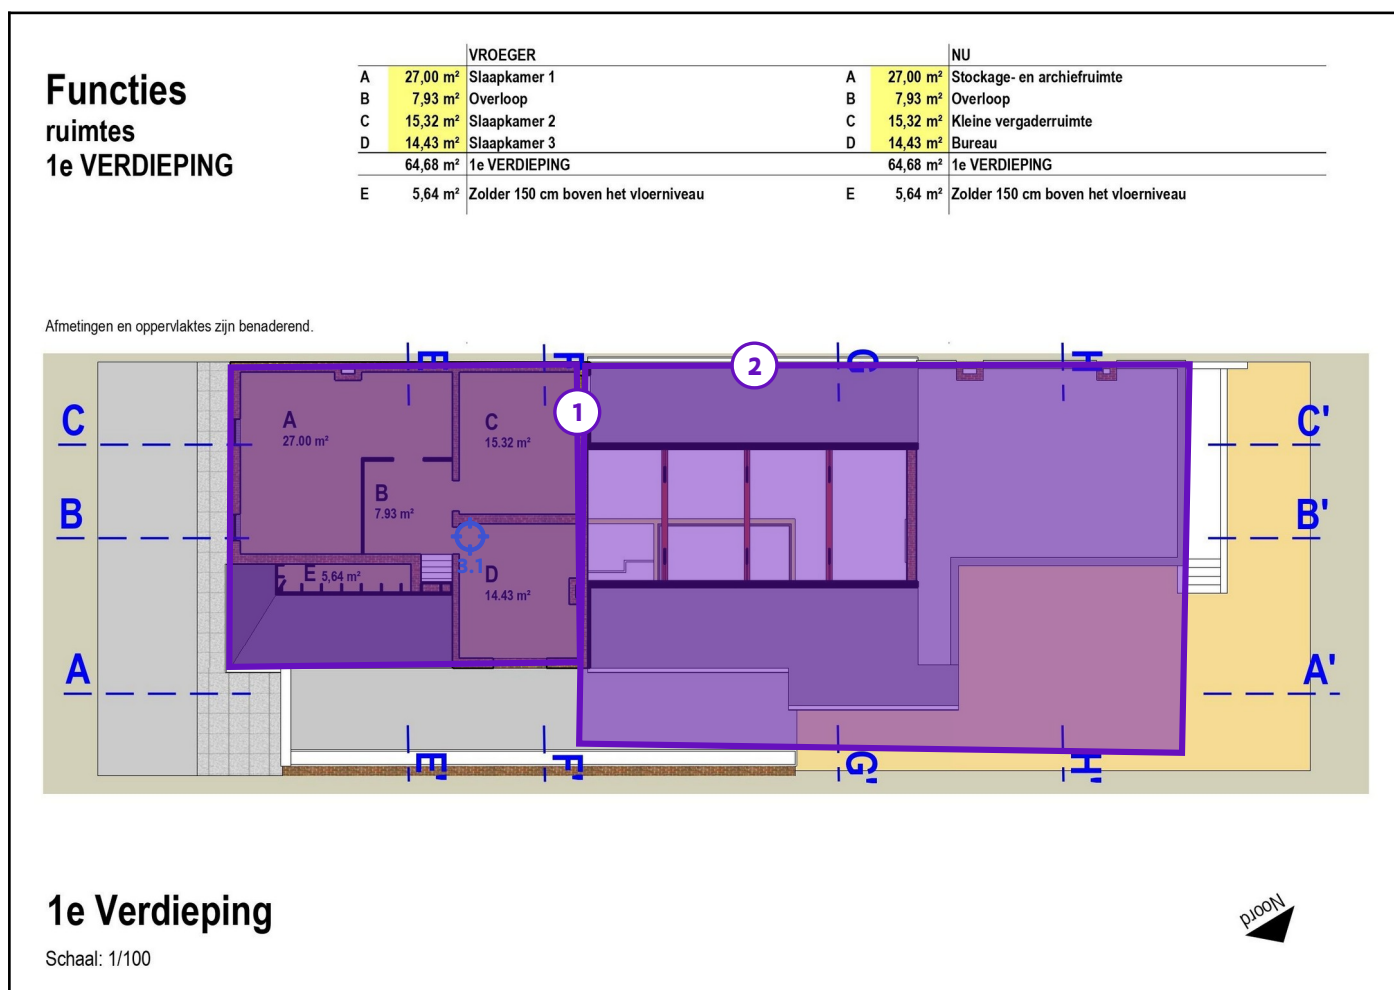 Functies
ruimtes
1e VERDIEPING
VROEGER
A 27,00 m² Slaapkamer 1
B 7,93 m² Overloop
C 15,32 m² Slaapkamer 2
D 14,43 m² Slaapkamer 3
64,68 m² 1e VERDIEPING
E 5,64 m² Zolder 150 cm boven het vloerniveau
NU
A 27,00 m² Stockage- en archiefruimte
B 7,93 m² Overloop
C 15,32 m² Kleine vergaderruimte
D 14,43 m² Bureau
64,68 m² 1e VERDIEPING
E 5,64 m² Zolder 150 cm boven het vloerniveau
Afmetingen en oppervlaktes zijn benaderend.
E F G H
2
1
C C'
A
27.00 m²
C
15.32 m²
B B'
B
7.93 m²
3.1
E 5,64 m²
D
14.43 m²
A A'
E' F' G' H'
1e Verdieping
Schaal: 1/100
Noord